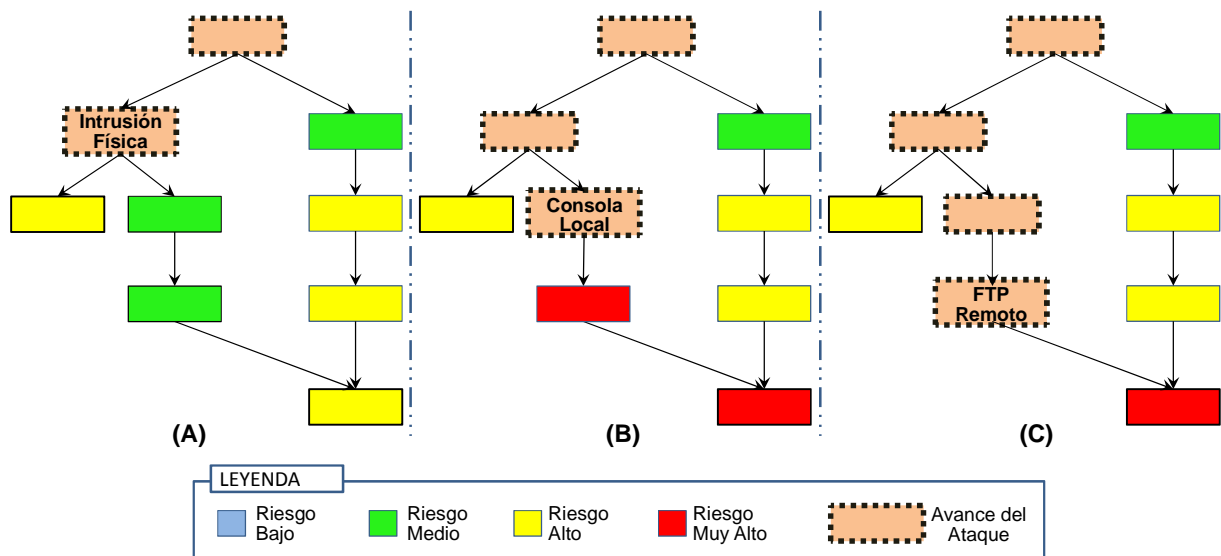 Intrusión
Física
Consola
Local
FTP
Remoto
(A)
(B)
(C)
LEYENDA
Riesgo
Bajo
Riesgo
Medio
Riesgo
Alto
Riesgo
Muy Alto
Avance del
Ataque